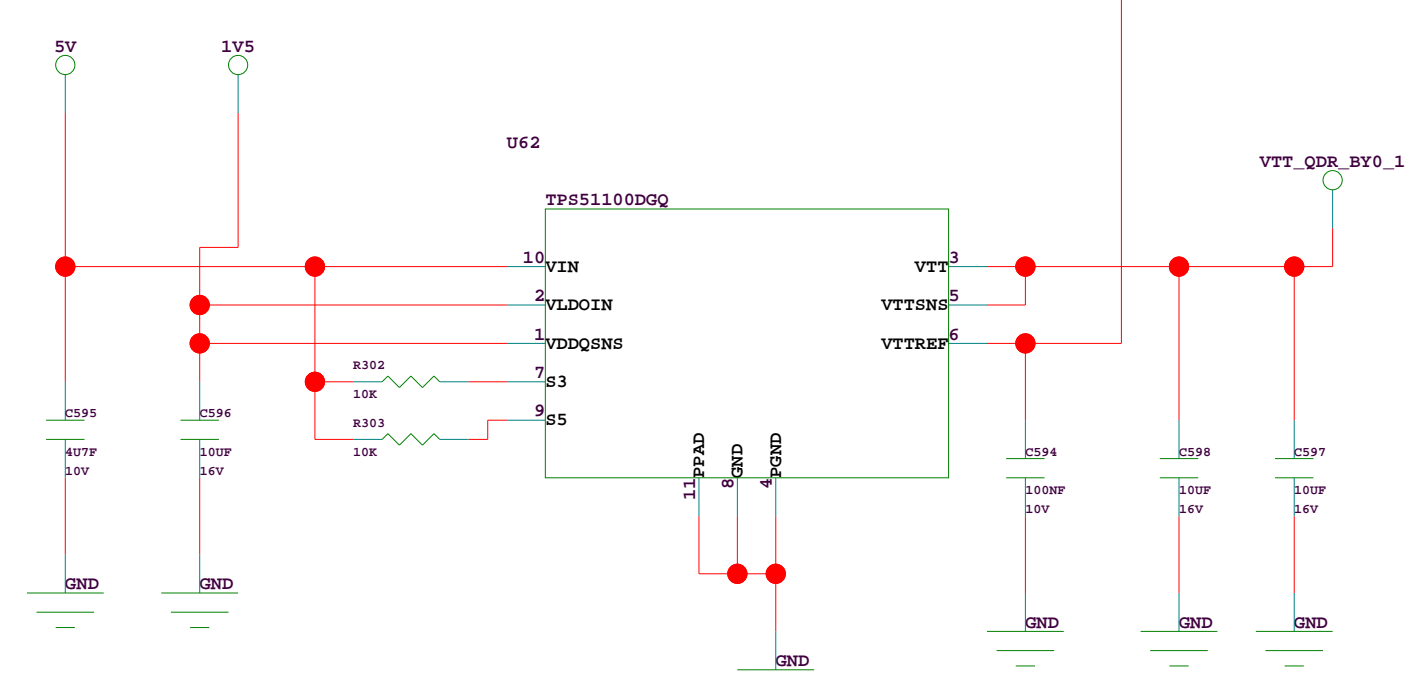 5V
1V5
U62
VTT_QDR_BY0_1
TPS51100DGQ
10 VIN
VTT 3
2 VLDOIN
VTTSNS 5
1 VDDQSNS
VTTREF 6
R302
7 S3
10K
9 S5
R303
10K
C595
4U7F
10V
C596
10UF
16V
11 PPAD
8 GND
4 PGND
C594
100NF
10V
C598
10UF
16V
C597
10UF
16V
GND
GND
GND
GND
GND
GND